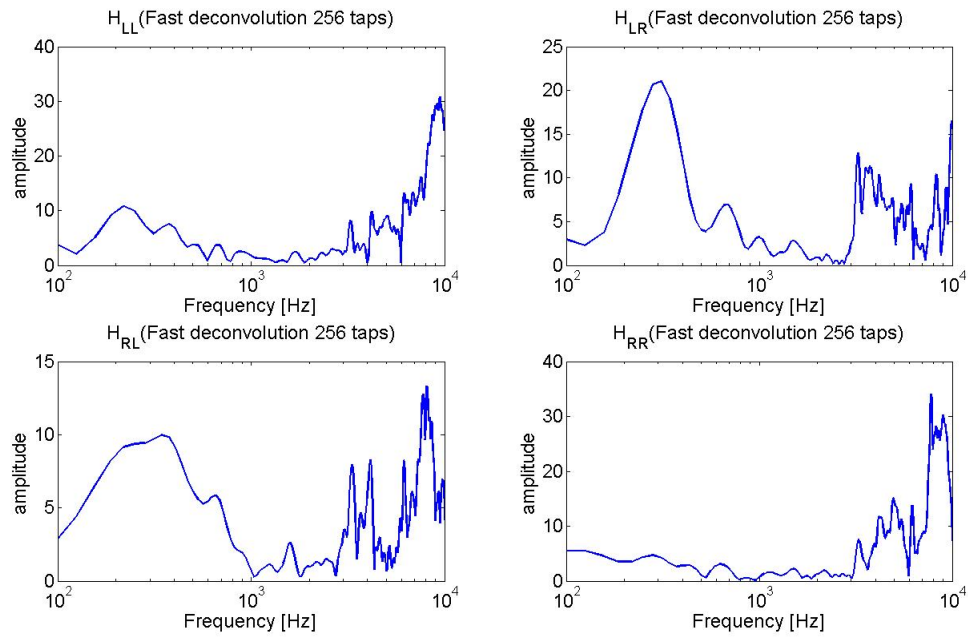 H_LL(Fast deconvolution 256 taps)
40
30
20
10
0
amplitude
10^2
10^3
10^4
Frequency [Hz]
H_LR(Fast deconvolution 256 taps)
25
20
15
10
5
0
amplitude
10^2
10^3
10^4
Frequency [Hz]
H_RL(Fast deconvolution 256 taps)
15
10
5
0
amplitude
10^2
10^3
10^4
Frequency [Hz]
H_RR(Fast deconvolution 256 taps)
40
30
20
10
0
amplitude
10^2
10^3
10^4
Frequency [Hz]